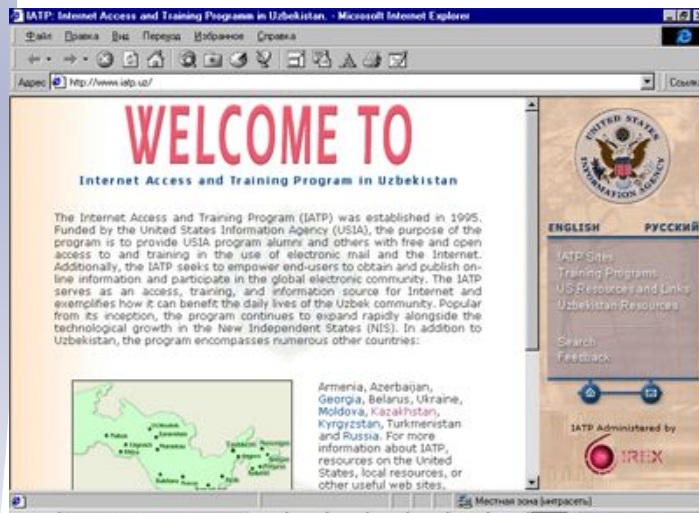 IATP: Internet Access and Training Programm in Uzbekistan. - Microsoft Internet Explorer
Файл Правка Вид Переход Избранное Справка
Адрес http://www.iatp.uz/
Ссылки
WELCOME TO
Internet Access and Training Program in Uzbekistan
The Internet Access and Training Program (IATP) was established in 1995.
Funded by the United States Information Agency (USIA), the purpose of the
program is to provide USIA program alumni and others with free and open
access to and training in the use of electronic mail and the Internet.
Additionally, the IATP seeks to empower end-users to obtain and publish on-
line information and participate in the global electronic community. The IATP
serves as an access, training, and information source for Internet and
exemplifies how it can benefit the daily lives of the Uzbek community. Popular
from its inception, the program continues to expand rapidly alongside the
technological growth in the New Independent States (NIS). In addition to
Uzbekistan, the program encompasses numerous other countries:
Armenia, Azerbaijan,
Georgia, Belarus, Ukraine,
Moldova, Kazakhstan,
Kyrgyzstan, Turkmenistan
and Russia. For more
information about IATP,
resources on the United
States, local resources, or
other useful web sites,
UNITED STATES
INFORMATION AGENCY
ENGLISH РУССКИЙ
IATP Sites
Training Programs
US Resources and Links
Uzbekistan Resources
Search
Feedback
IATP Administered by
IREX
Местная зона (интрасеть)